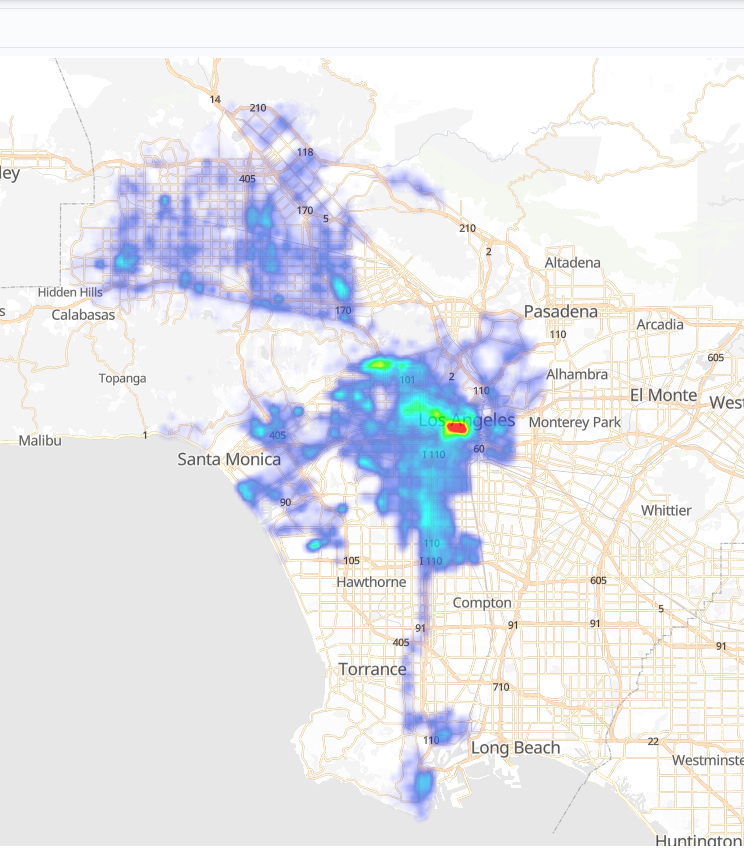 14
210
118
ley
405
170
5
210
2
Altadena
Hidden Hills
s
Calabasas
170
Pasadena
Arcadia
110
605
Topanga
101
2
Alhambra
110
El Monte
West
Los Angeles
Monterey Park
Malibu
1
405
I 110
60
Santa Monica
90
Whittier
110
105
I 110
Hawthorne
605
Compton
5
91
91
91
405
91
Torrance
710
110
Long Beach
22
Westminste
Huntington